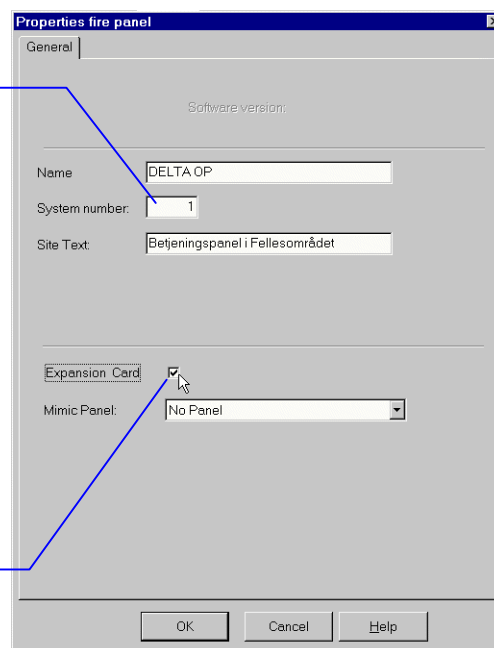 Properties fire panel
General
Software version:
Name DELTA OP
System number: 1
Site Text: Betjeningspanel i Fellesområdet
Expansion Card
Mimic Panel: No Panel
OK Cancel Help